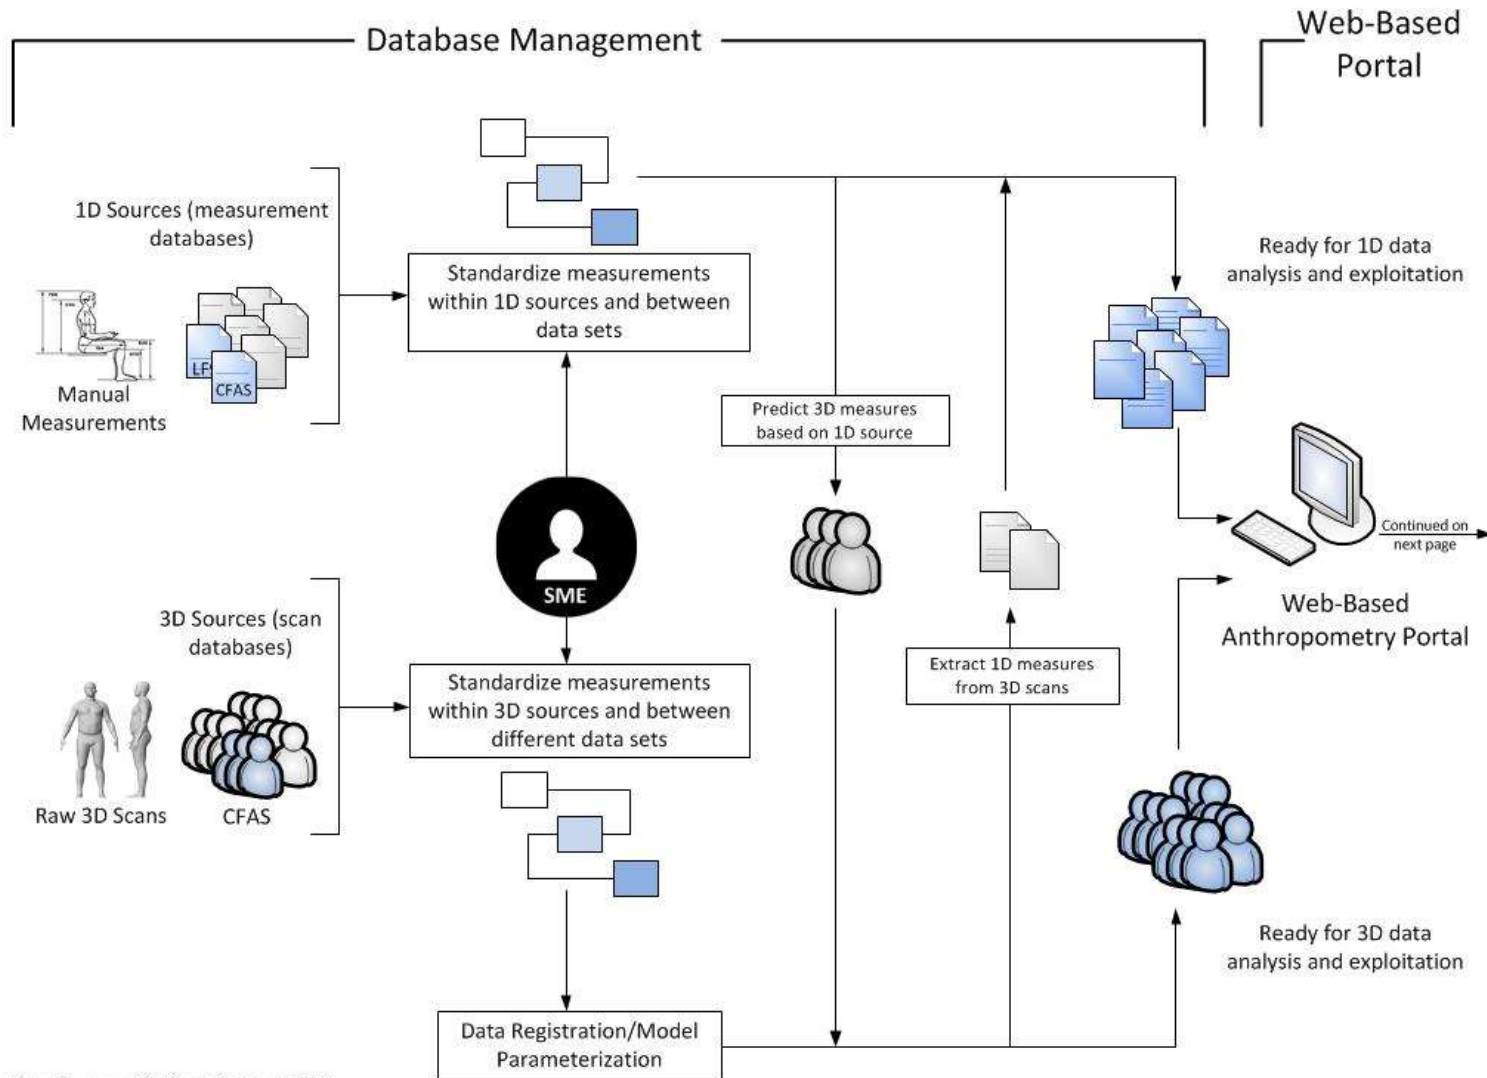 Database Management
Web-Based
Portal
1D Sources (measurement
databases)
Manual
Measurements
CFAS
Standardize measurements
within 1D sources and between
data sets
Ready for 1D data
analysis and exploitation
Predict 3D measures
based on 1D source
SME
Continued on
next page
Web-Based
Anthropometry Portal
3D Sources (scan
databases)
Raw 3D Scans
CFAS
Standardize measurements
within 3D sources and between
different data sets
Extract 1D measures
from 3D scans
Ready for 3D data
analysis and exploitation
Data Registration/Model
Parameterization